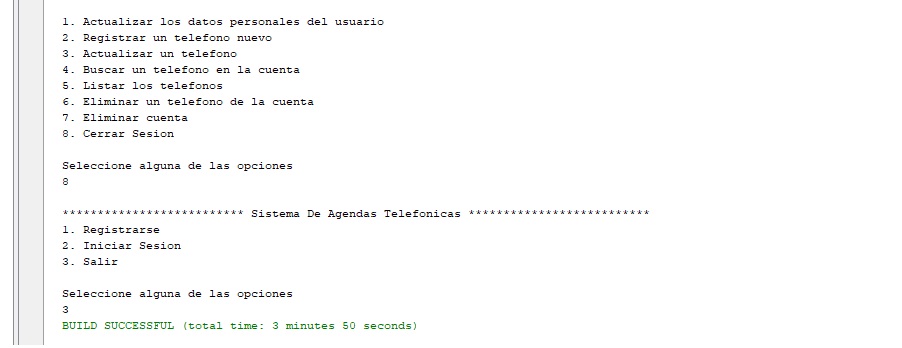 1. Actualizar los datos personales del usuario
2. Registrar un telefono nuevo
3. Actualizar un telefono
4. Buscar un telefono en la cuenta
5. Listar los telefonos
6. Eliminar un telefono de la cuenta
7. Eliminar cuenta
8. Cerrar Sesion
Seleccione alguna de las opciones
8
************************** Sistema De Agendas Telefonicas **************************
1. Registrarse
2. Iniciar Sesion
3. Salir
Seleccione alguna de las opciones
3
BUILD SUCCESSFUL (total time: 3 minutes 50 seconds)